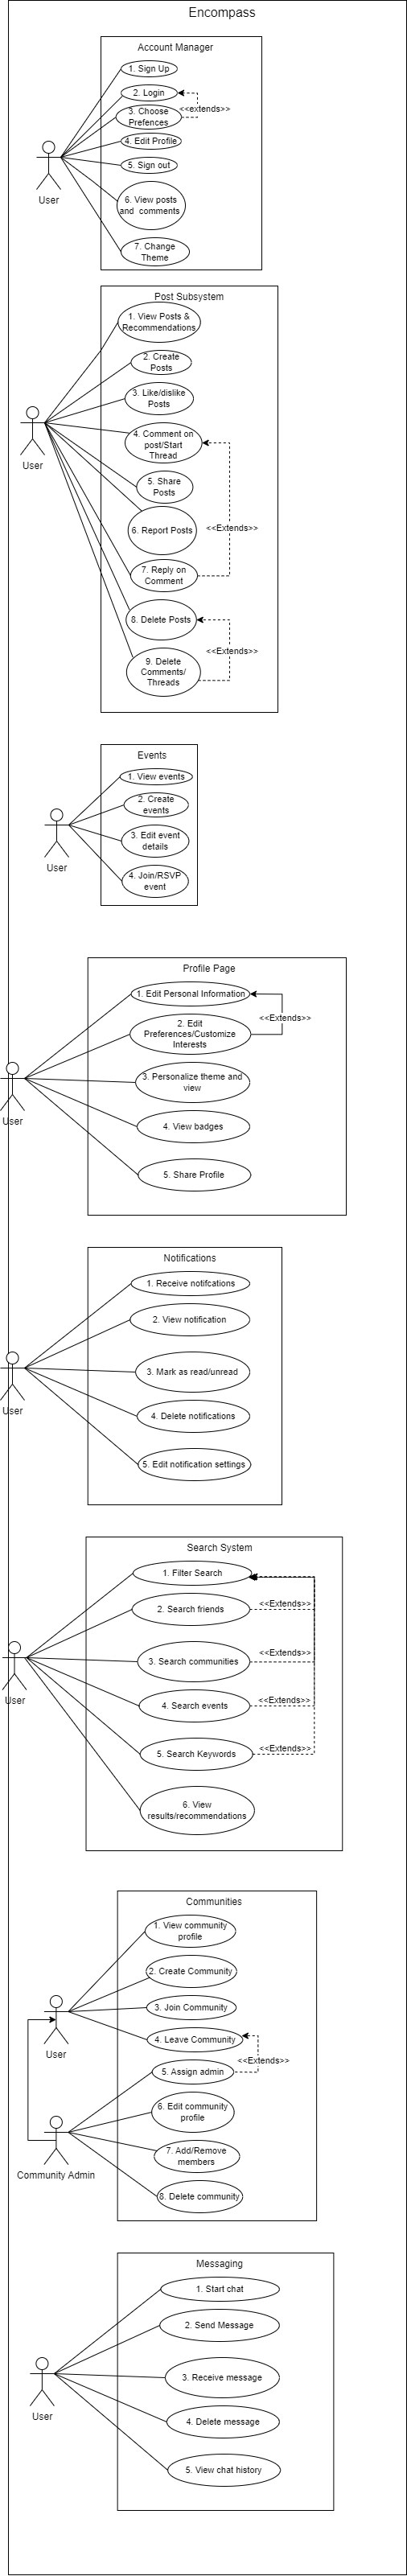 Encompass
Account Manager
1. Sign Up
2. Login
<<extends>>
3. Choose
Prefences
4. Edit Profile
5. Sign out
User
6. View posts
and comments
7. Change
Theme
Post Subsystem
1. View Posts &
Recommendations
2. Create
Posts
3. Like/dislike
Posts
4. Comment on
post/Start
Thread
User
5. Share
Posts
6. Report Posts
<<Extends>>
7. Reply on
Comment
8. Delete Posts
<<Extends>>
9. Delete
Comments/
Threads
Events
1. View events
2. Create
events
3. Edit event
details
User
4. Join/RSVP
event
Profile Page
1. Edit Personal Information
<<Extends>>
2. Edit
Preferences/Customize
Interests
3. Personalize theme and
view
User
4. View badges
5. Share Profile
Notifications
1. Receive notifcations
2. View notification
3. Mark as read/unread
User
4. Delete notifications
5. Edit notification settings
Search System
1. Filter Search
<<Extends>>
2. Search friends
<<Extends>>
3. Search communities
User
<<Extends>>
4. Search events
<<Extends>>
5. Search Keywords
6. View
results/recommendations
Communities
1. View community
profile
2. Create Community
3. Join Community
4. Leave Community
User
<<Extends>>
5. Assign admin
6. Edit community
profile
7. Add/Remove
members
Community Admin
8. Delete community
Messaging
1. Start chat
2. Send Message
3. Receive message
User
4. Delete message
5. View chat history